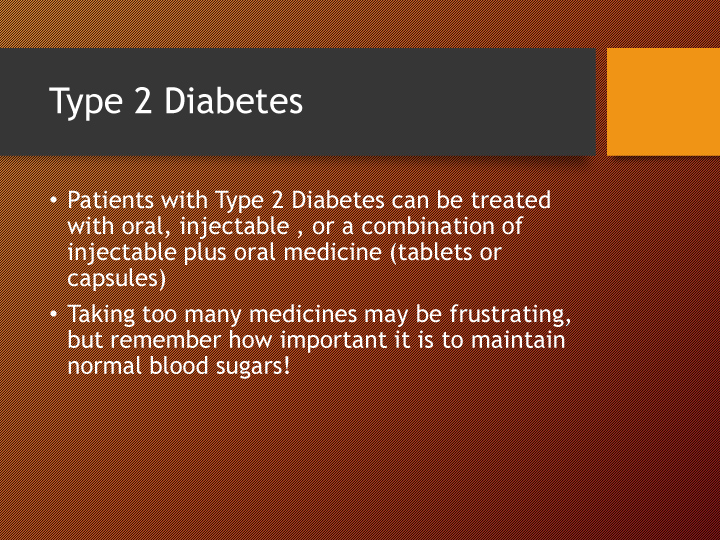 Type 2 Diabetes
• Patients with Type 2 Diabetes can be treated
with oral, injectable , or a combination of
injectable plus oral medicine (tablets or
capsules)
• Taking too many medicines may be frustrating,
but remember how important it is to maintain
normal blood sugars!